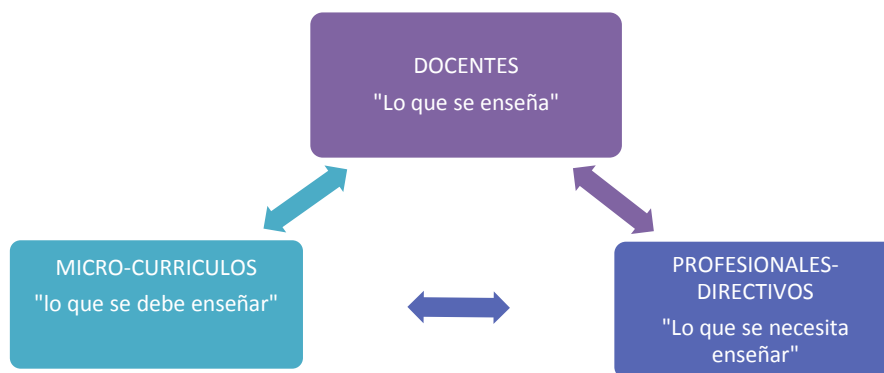 DOCENTES
"Lo que se enseña"
MICRO-CURRICULOS
"lo que se debe enseñar"
PROFESIONALES-
DIRECTIVOS
"Lo que se necesita
enseñar"